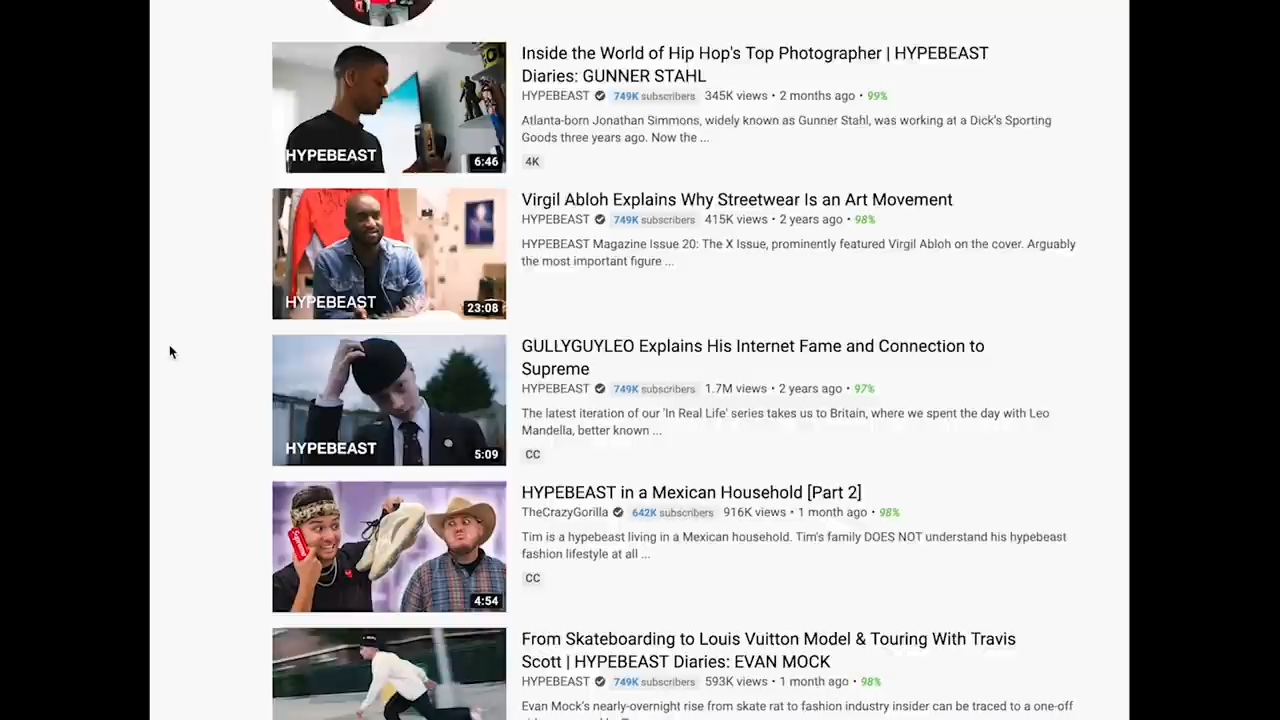 Inside the World of Hip Hop's Top Photographer | HYPEBEAST
Diaries: GUNNER STAHL
HYPEBEAST 749K subscribers 345K views • 2 months ago • 99%
Atlanta-born Jonathan Simmons, widely known as Gunner Stahl, was working at a Dick's Sporting
Goods three years ago. Now the ...
4K
HYPEBEAST
6:46
Virgil Abloh Explains Why Streetwear Is an Art Movement
HYPEBEAST 749K subscribers 415K views • 2 years ago • 98%
HYPEBEAST Magazine Issue 20: The X Issue, prominently featured Virgil Abloh on the cover. Arguably
the most important figure ...
HYPEBEAST
23:08
GULLYGUYLEO Explains His Internet Fame and Connection to
Supreme
HYPEBEAST 749K subscribers 1.7M views • 2 years ago • 97%
The latest iteration of our 'In Real Life' series takes us to Britain, where we spent the day with Leo
Mandella, better known ...
CC
HYPEBEAST
5:09
HYPEBEAST in a Mexican Household [Part 2]
TheCrazyGorilla 642K subscribers 916K views • 1 month ago • 98%
Tim is a hypebeast living in a Mexican household. Tim's family DOES NOT understand his hypebeast
fashion lifestyle at all ...
CC
Supreme
4:54
From Skateboarding to Louis Vuitton Model & Touring With Travis
Scott | HYPEBEAST Diaries: EVAN MOCK
HYPEBEAST 749K subscribers 593K views • 1 month ago • 98%
Evan Mock's nearly-overnight rise from skate rat to fashion industry insider can be traced to a one-off